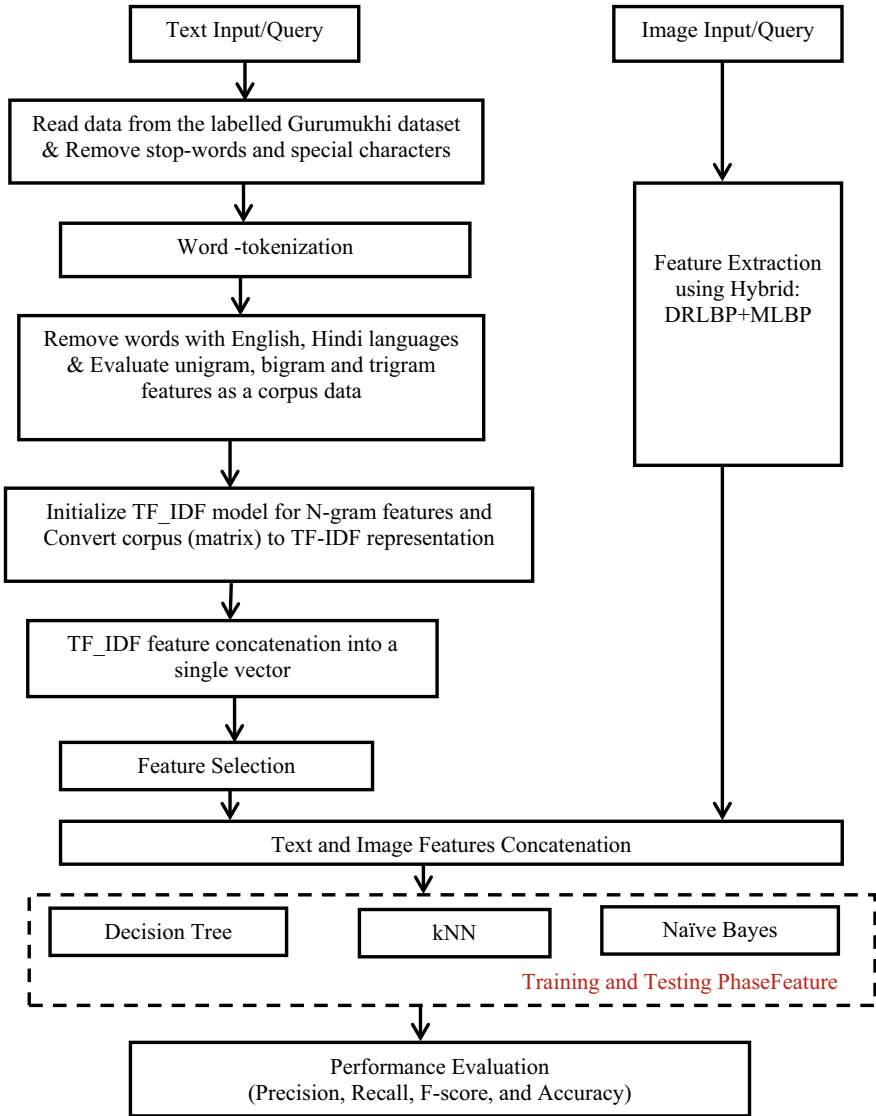 Text Input/Query
Image Input/Query
Read data from the labelled Gurumukhi dataset
& Remove stop-words and special characters
Word -tokenization
Feature Extraction
using Hybrid:
DRLBP+MLBP
Remove words with English, Hindi languages
& Evaluate unigram, bigram and trigram
features as a corpus data
Initialize TF_IDF model for N-gram features and
Convert corpus (matrix) to TF-IDF representation
TF_IDF feature concatenation into a
single vector
Feature Selection
Text and Image Features Concatenation
Decision Tree
kNN
Naïve Bayes
Training and Testing PhaseFeature
Performance Evaluation
(Precision, Recall, F-score, and Accuracy)